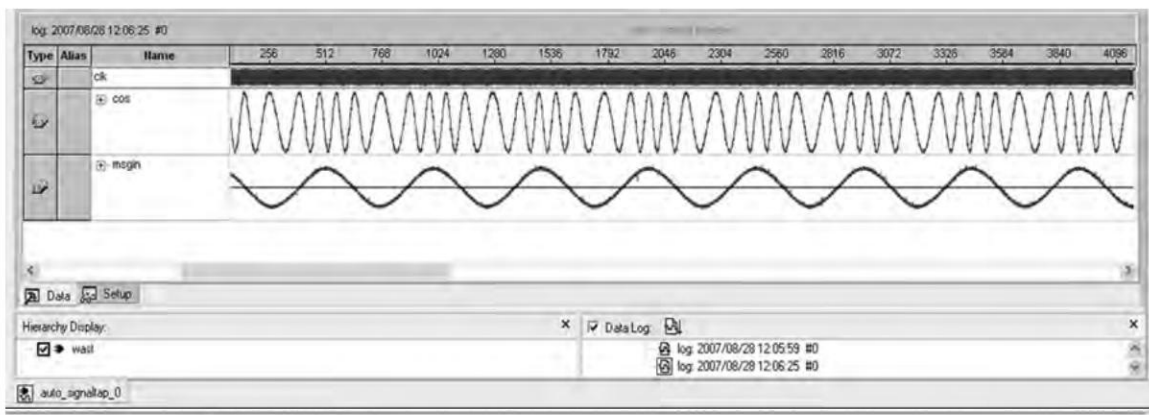 log: 2007/08/28 12:06:25 #0
Type Alias Name 256 512 768 1024 1280 1536 1792 2048 2304 2560 2816 3072 3328 3584 3840 4096
clk
cos
msgin
Data Setup
Hierarchy Display: × Data Log:
wast
log: 2007/08/28 12:05:59 #0
log: 2007/08/28 12:06:25 #0
auto_signaltap_0